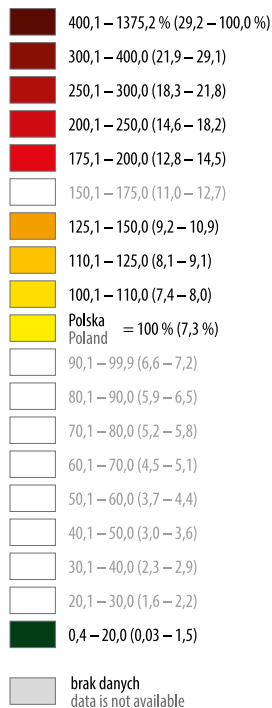 400,1 – 1375,2 % (29,2 – 100,0 %)
300,1 – 400,0 (21,9 – 29,1)
250,1 – 300,0 (18,3 – 21,8)
200,1 – 250,0 (14,6 – 18,2)
175,1 – 200,0 (12,8 – 14,5)
150,1 – 175,0 (11,0 – 12,7)
125,1 – 150,0 (9,2 – 10,9)
110,1 – 125,0 (8,1 – 9,1)
100,1 – 110,0 (7,4 – 8,0)
Polska = 100 % (7,3 %)
Poland
90,1 – 99,9 (6,6 – 7,2)
80,1 – 90,0 (5,9 – 6,5)
70,1 – 80,0 (5,2 – 5,8)
60,1 – 70,0 (4,5 – 5,1)
50,1 – 60,0 (3,7 – 4,4)
40,1 – 50,0 (3,0 – 3,6)
30,1 – 40,0 (2,3 – 2,9)
20,1 – 30,0 (1,6 – 2,2)
0,4 – 20,0 (0,03 – 1,5)
brak danych
data is not available